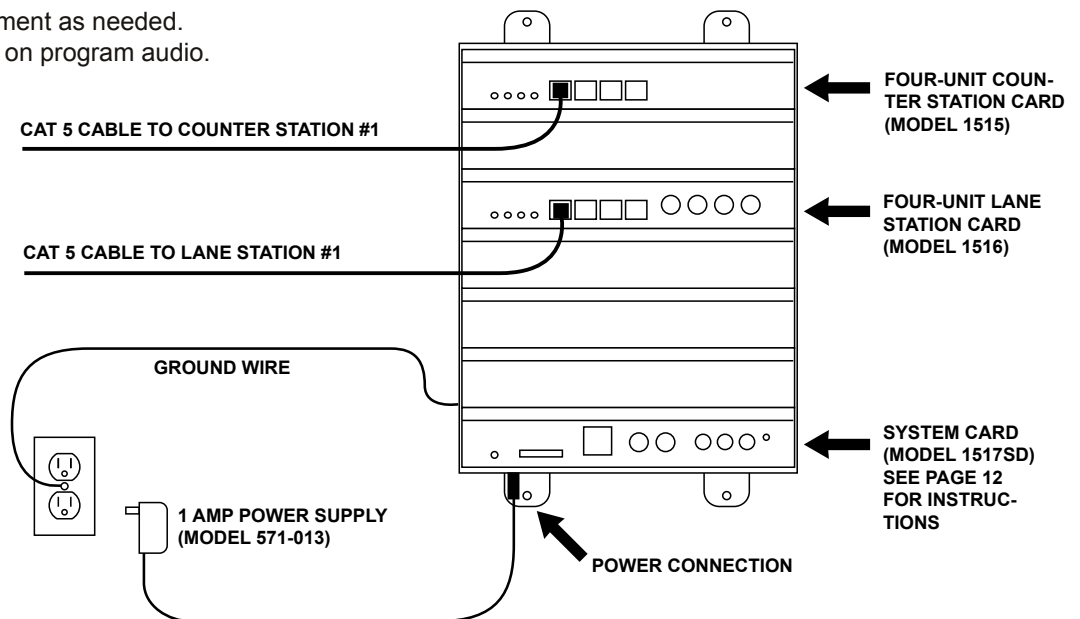 ment as needed.
on program audio.
FOUR-UNIT COUN-
TER STATION CARD
(MODEL 1515)
CAT 5 CABLE TO COUNTER STATION #1
FOUR-UNIT LANE
STATION CARD
(MODEL 1516)
CAT 5 CABLE TO LANE STATION #1
GROUND WIRE
SYSTEM CARD
(MODEL 1517SD)
SEE PAGE 12
FOR INSTRUC-
TIONS
1 AMP POWER SUPPLY
(MODEL 571-013)
POWER CONNECTION